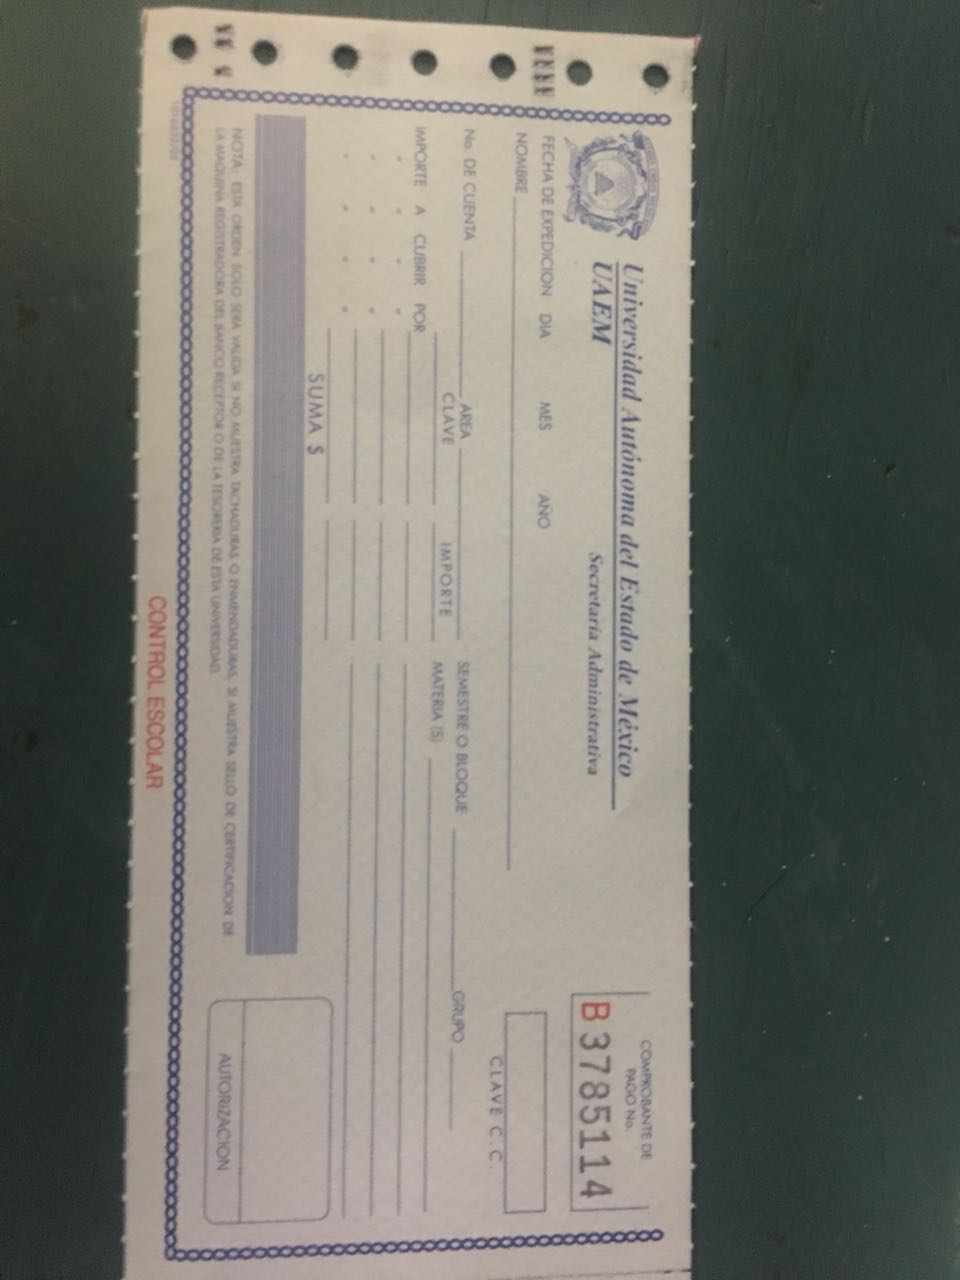 Universidad Autónoma del Estado de México
UAEM
Secretaría Administrativa
COMPROBANTE DE
PAGO No.
B 3785114
FECHA DE EXPEDICION DIA MES AÑO
NOMBRE
CLAVE C.C.
No. DE CUENTA AREA SEMESTRE O BLOQUE GRUPO
CLAVE IMPORTE MATERIA (S)
IMPORTE A CUBRIR POR
" " " "
" " " "
" " " "
SUMA $
NOTA: ESTA ORDEN SOLO SERA VALIDA SI NO MUESTRA TACHADURAS O ENMENDADURAS, SI MUESTRA SELLO DE CERTIFICACION DE
LA MAQUINA REGISTRADORA DEL BANCO RECEPTOR O DE LA TESORERIA DE ESTA UNIVERSIDAD.
AUTORIZACION
CONTROL ESCOLAR